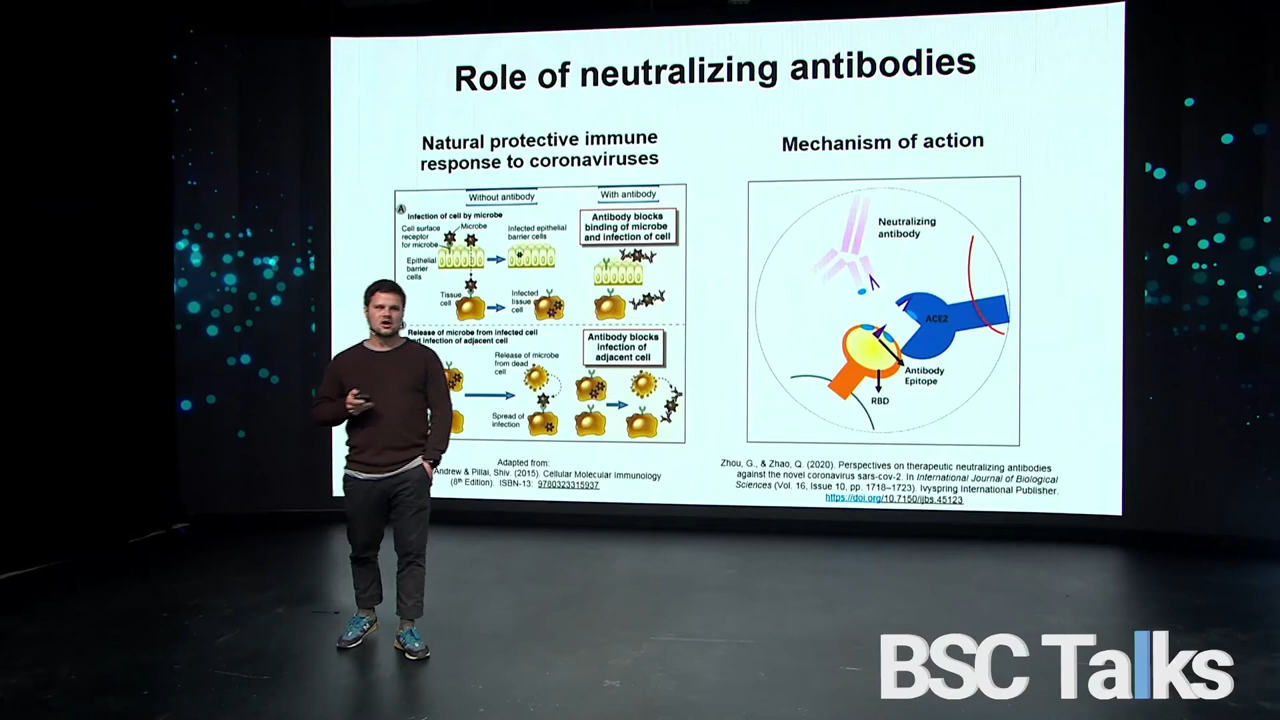 Role of neutralizing antibodies
Natural protective immune
response to coronaviruses
Without antibody
With antibody
A
Infection of cell by microbe
Cell surface
receptor
for microbe
Microbe
Infected epithelial
barrier cells
Epithelial
barrier
cells
Tissue
cell
Infected
tissue
cell
Antibody blocks
binding of microbe
and infection of cell
Release of microbe from infected cell
infection of adjacent cell
Release of microbe
from dead
cell
Spread of
infection
Antibody blocks
infection of
adjacent cell
Adapted from:
Andrew & Pillai, Shiv. (2015). Cellular Molecular Immunology
(8th Edition). ISBN-13: 9780323315937
Mechanism of action
Neutralizing
antibody
ACE2
Antibody
Epitope
RBD
Zhou, G., & Zhao, Q. (2020). Perspectives on therapeutic neutralizing antibodies
against the novel coronavirus sars-cov-2. In International Journal of Biological
Sciences (Vol. 16, Issue 10, pp. 1718–1723). Ivyspring International Publisher.
https://doi.org/10.7150/ijbs.45123
BSC Talks